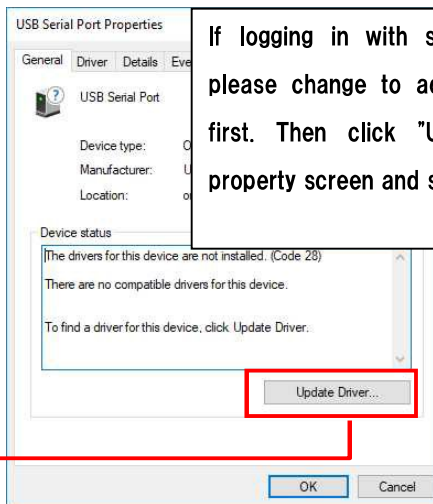 USB Serial Port Properties
General Driver Details
USB Serial Port
Device type:
Manufacturer:
Location:
Device status
The drivers for this device are not installed. (Code 28)
There are no compatible drivers for this device.
To find a driver for this device, click Update Driver.
Update Driver...
OK Cancel
If logging in with
please change to
first. Then click
property screen and